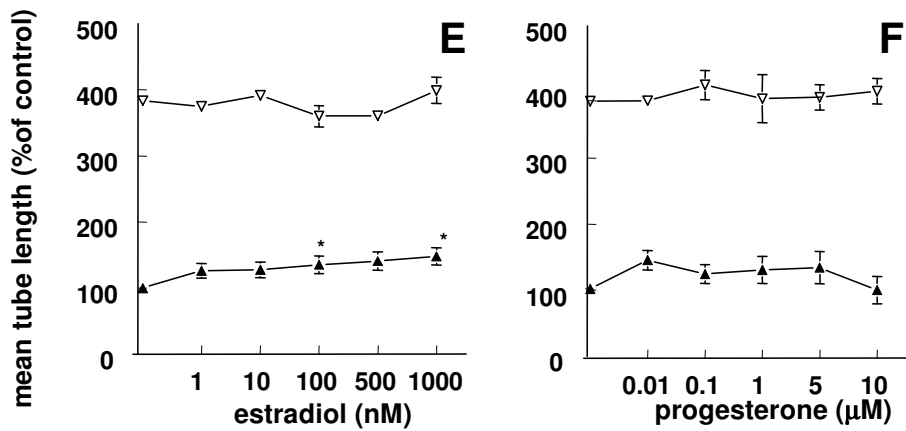 mean tube length (%of control)
E
500
400
300
200
100
0
*
*
1 10 100 500 1000
estradiol (nM)
F
500
400
300
200
100
0
0.01 0.1 1 5 10
progesterone (μM)